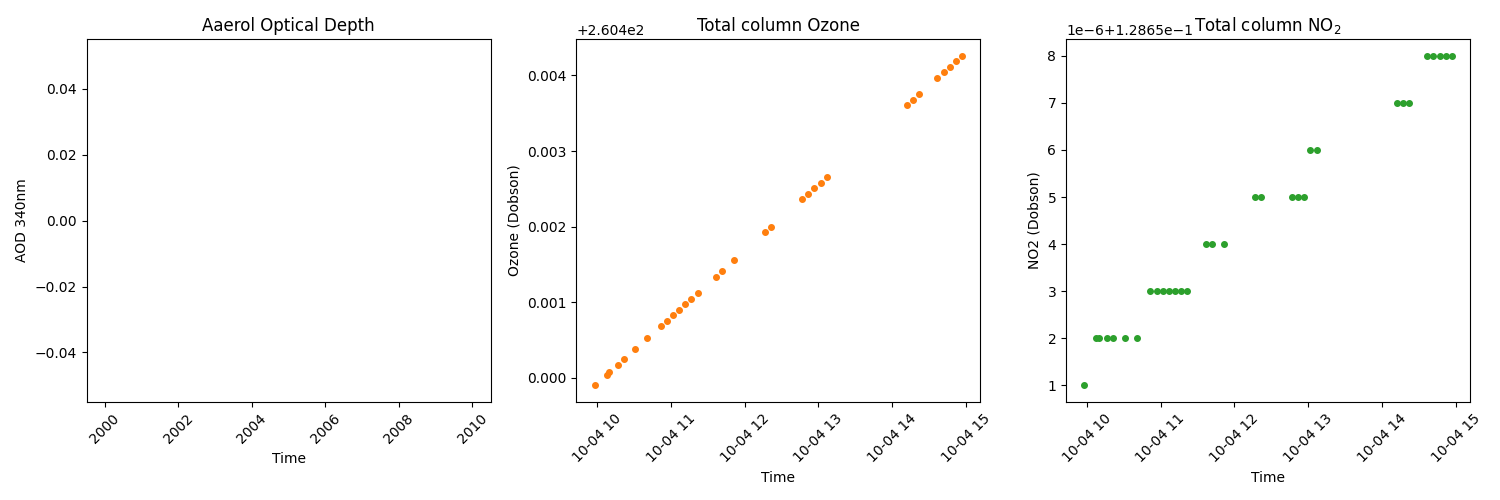 Aaerol Optical Depth
AOD 340nm
0.04
0.02
0.00
−0.02
−0.04
2000 2002 2004 2006 2008 2010
Time
Total column Ozone
+2.604e2
Ozone (Dobson)
0.004
0.003
0.002
0.001
0.000
10-04 10 10-04 11 10-04 12 10-04 13 10-04 14 10-04 15
Time
Total column NO₂
1e−6+1.2865e−1
NO2 (Dobson)
8
7
6
5
4
3
2
1
10-04 10 10-04 11 10-04 12 10-04 13 10-04 14 10-04 15
Time